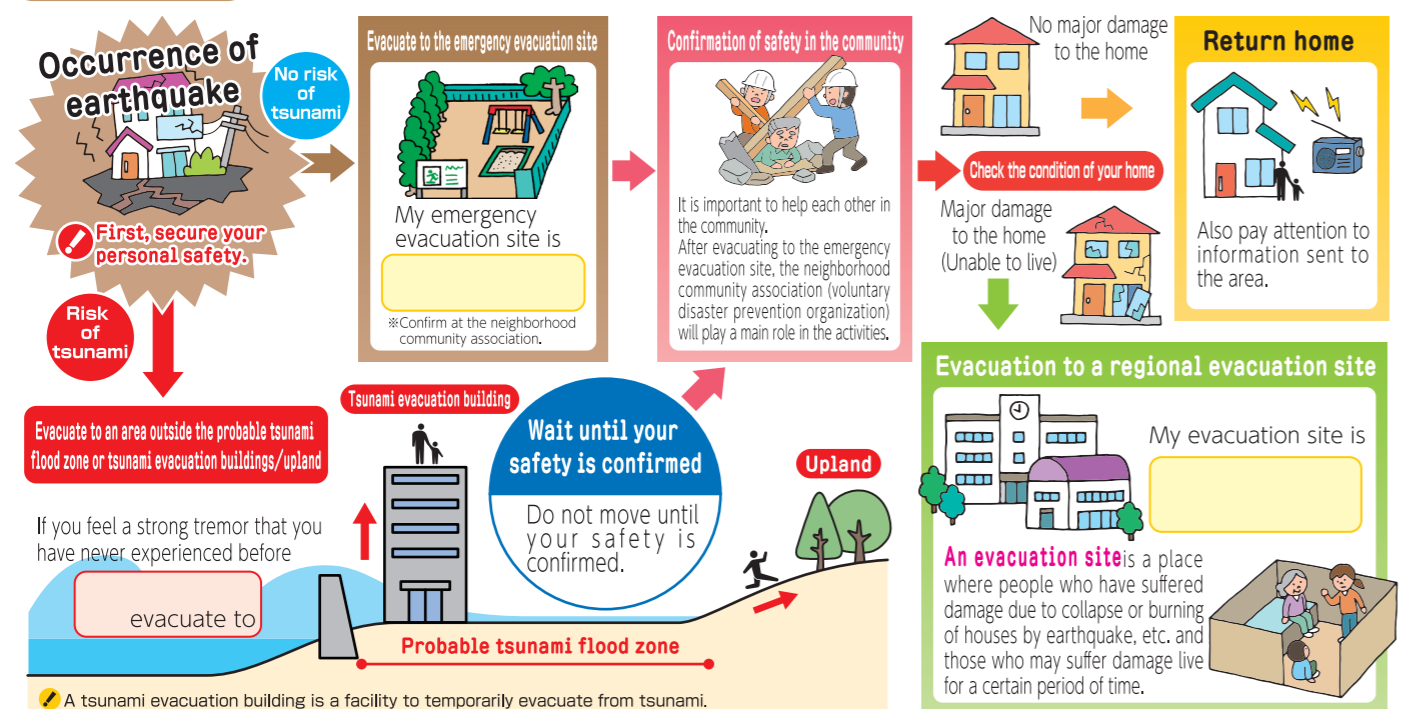 Occurrence of
earthquake
No risk
of
tsunami
First, secure your
personal safety.
Risk
of
tsunami
Evacuate to the emergency evacuation site
My emergency
evacuation site is
※Confirm at the neighborhood
community association.
Confirmation of safety in the community
It is important to help each other in
the community.
After evacuating to the emergency
evacuation site, the neighborhood
community association (voluntary
disaster prevention organization)
will play a main role in the activities.
No major damage
to the home
Check the condition of your home
Major damage
to the home
(Unable to live)
Return home
Also pay attention to
information sent to
the area.
Evacuate to an area outside the probable tsunami
flood zone or tsunami evacuation buildings/upland
If you feel a strong tremor that you
have never experienced before
evacuate to
Tsunami evacuation building
Wait until your
safety is confirmed
Do not move until
your safety is
confirmed.
Upland
Probable tsunami flood zone
A tsunami evacuation building is a facility to temporarily evacuate from tsunami.
Evacuation to a regional evacuation site
My evacuation site is
An evacuation site is a place
where people who have suffered
damage due to collapse or burning
of houses by earthquake, etc. and
those who may suffer damage live
for a certain period of time.